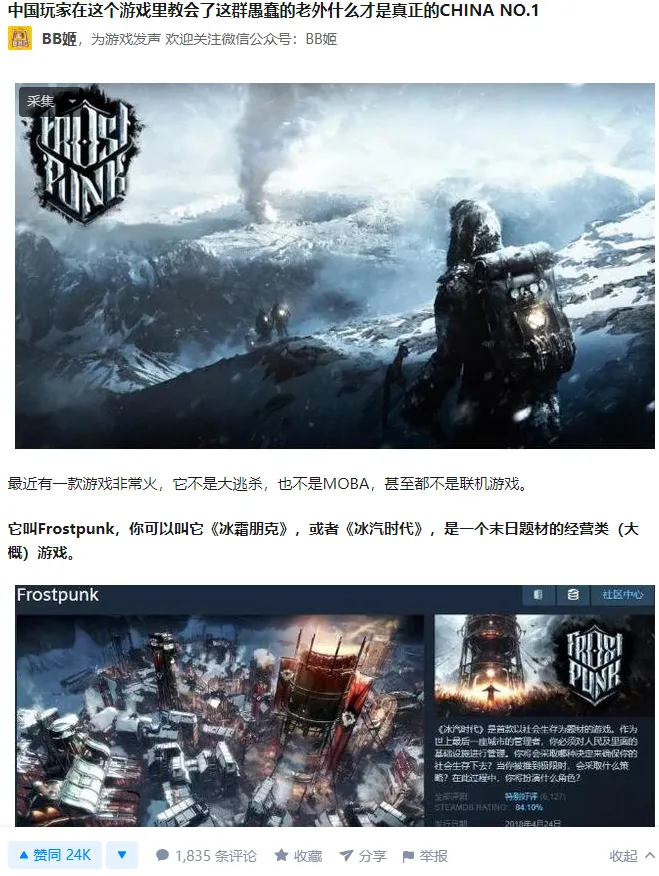 中国玩家在这个游戏里教会了这群愚蠢的老外什么才是真正的CHINA NO.1
BB姬，为游戏发声 欢迎关注微信公众号：BB姬
采集
FROST
PUNK
最近有一款游戏非常火，它不是大逃杀，也不是MOBA，甚至都不是联机游戏。
它叫Frostpunk，你可以叫它《冰霜朋克》，或者《冰汽时代》，是一个末日题材的经营类（大
概）游戏。
Frostpunk
社区中心
FROST
PUNK
《冰汽时代》是首款以社会生存为题材的游戏。作为
世上最后一座城市的管理者，你必须对人民及里面的
基础设施进行管理。你将会采取哪种决定来确保你的
社会生存下去？当你被推到极限时，会采取什么策
略？在此过程中，你将扮演什么角色？
全部评测: 特别好评 (6,127)
STEAMDB RATING: 84.10%
发行日期: 2018年4月24日
赞同 24K
1,835 条评论
收藏
分享
举报
收起